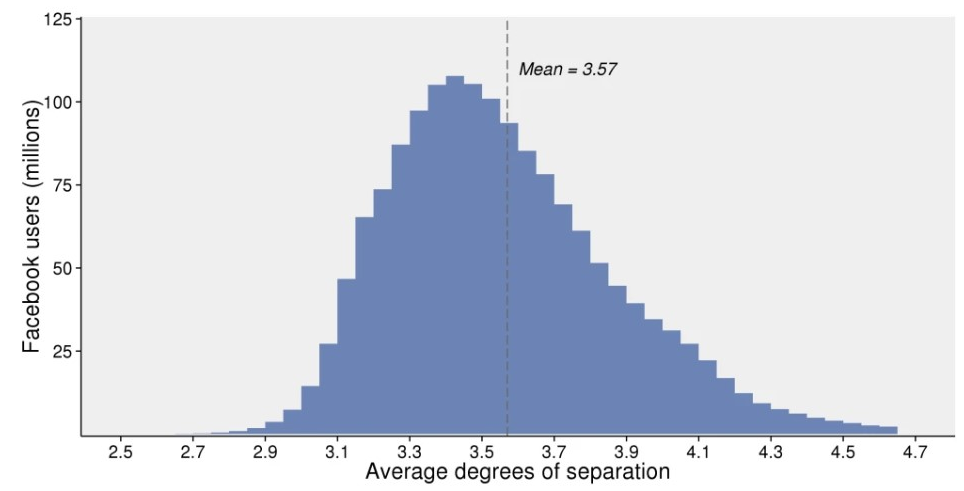 125
Mean = 3.57
100
75
50
25
Facebook users (millions)
2.5 2.7 2.9 3.1 3.3 3.5 3.7 3.9 4.1 4.3 4.5 4.7
Average degrees of separation